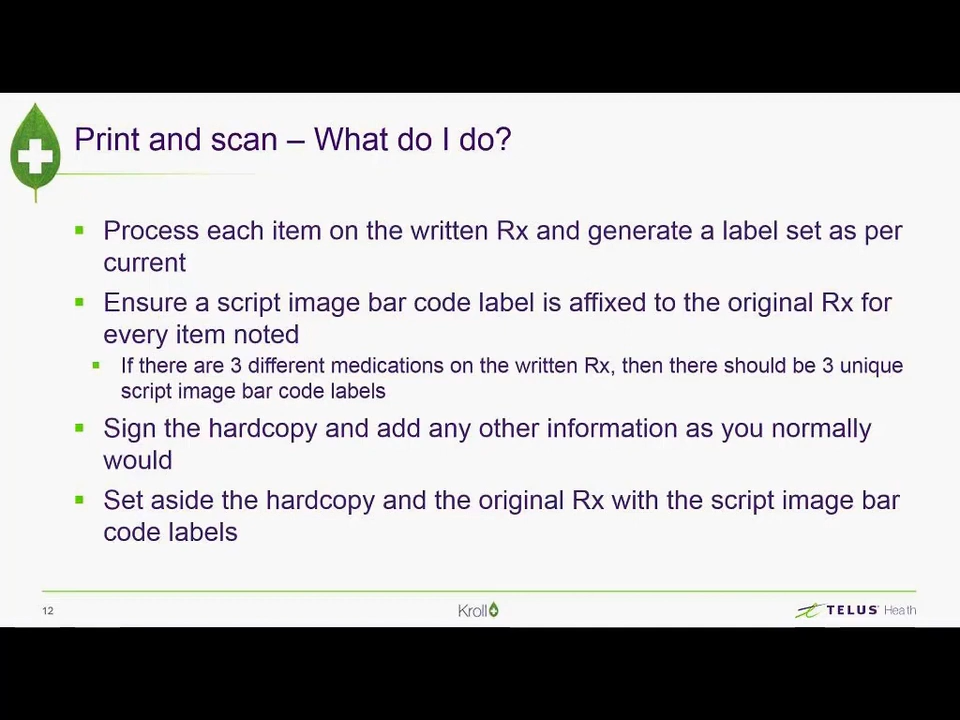 Print and scan – What do I do?
Process each item on the written Rx and generate a label set as per
current
Ensure a script image bar code label is affixed to the original Rx for
every item noted
If there are 3 different medications on the written Rx, then there should be 3 unique
script image bar code labels
Sign the hardcopy and add any other information as you normally
would
Set aside the hardcopy and the original Rx with the script image bar
code labels
12
Kroll
TELUS Health